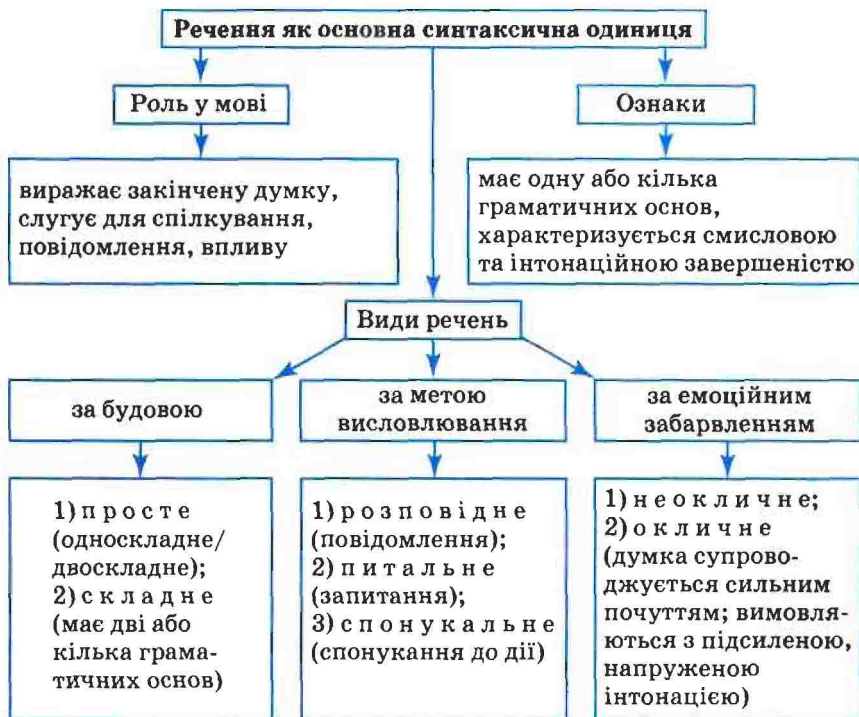 Речення як основна синтаксична одиниця
Роль у мові
Ознаки
виражає закінчену думку,
слугує для спілкування,
повідомлення, впливу
має одну або кілька
граматичних основ,
характеризується смисловою
та інтонаційною завершеністю
Види речень
за будовою
за метою
висловлювання
за емоційним
забарвленням
1) п р о с т е
(односкладне/
двоскладне);
2) с к л а д н е
(має дві або
кілька грама-
тичних основ)
1) р о з п о в і д н е
(повідомлення);
2) п и т а л ь н е
(запитання);
3) с п о н у к а л ь н е
(спонукання до дії)
1) н е о к л и ч н е;
2) о к л и ч н е
(думка супрово-
джується сильним
почуттям; вимовля-
ються з підсиленою,
напруженою
інтонацією)